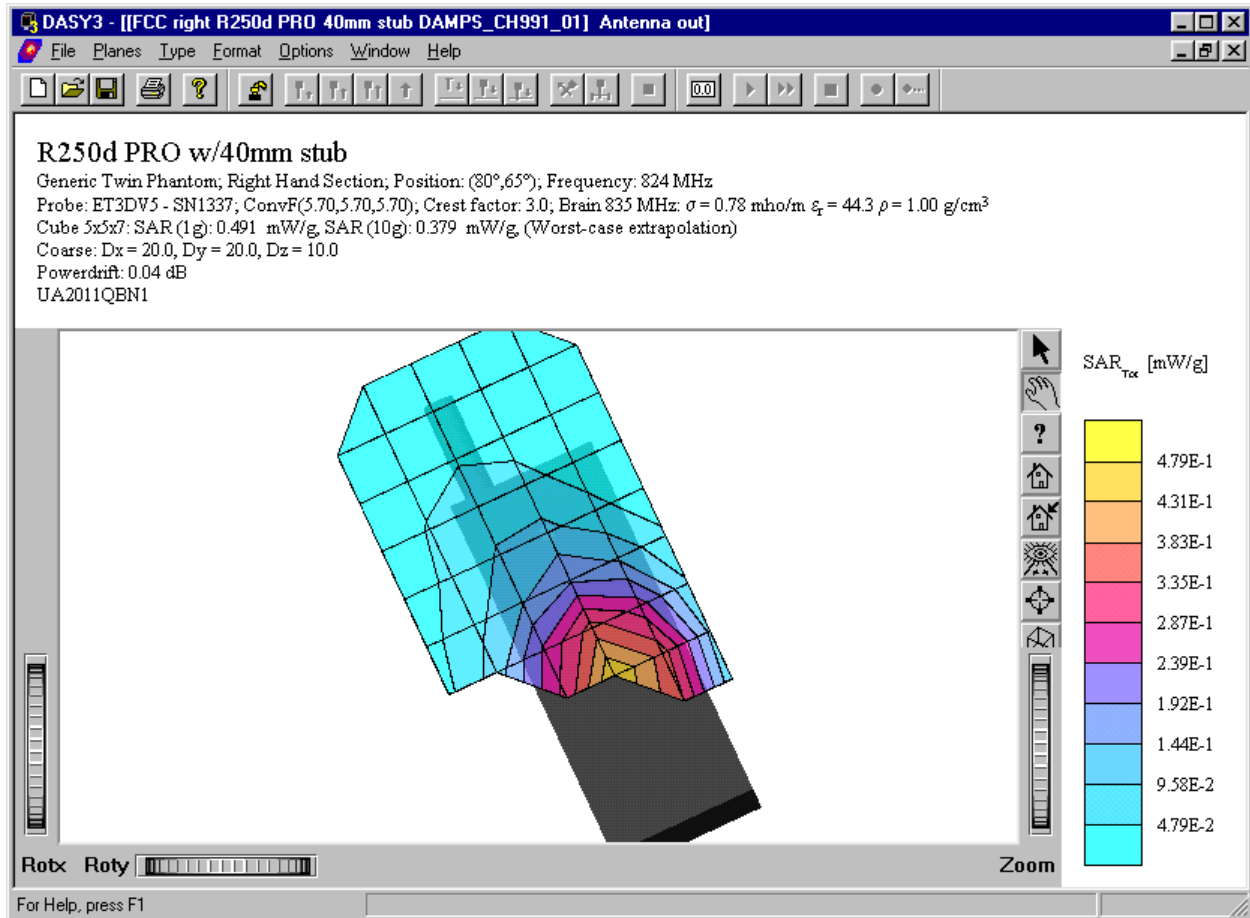 DASY3 - [[FCC right R250d PRO 40mm stub DAMPS_CH991_01] Antenna out]
File Planes Type Format Options Window Help
0.0
R250d PRO w/40mm stub
Generic Twin Phantom; Right Hand Section; Position: (80°,65°); Frequency: 824 MHz
Probe: ET3DV5 - SN1337; ConvF(5.70,5.70,5.70); Crest factor: 3.0; Brain 835 MHz: σ = 0.78 mho/m εr = 44.3 ρ = 1.00 g/cm³
Cube 5x5x7: SAR (1g): 0.491 mW/g, SAR (10g): 0.379 mW/g, (Worst-case extrapolation)
Coarse: Dx = 20.0, Dy = 20.0, Dz = 10.0
Powerdrift: 0.04 dB
UA2011QBN1
SAR Tot [mW/g]
4.79E-1
4.31E-1
3.83E-1
3.35E-1
2.87E-1
2.39E-1
1.92E-1
1.44E-1
9.58E-2
4.79E-2
Rotx Roty Zoom
For Help, press F1